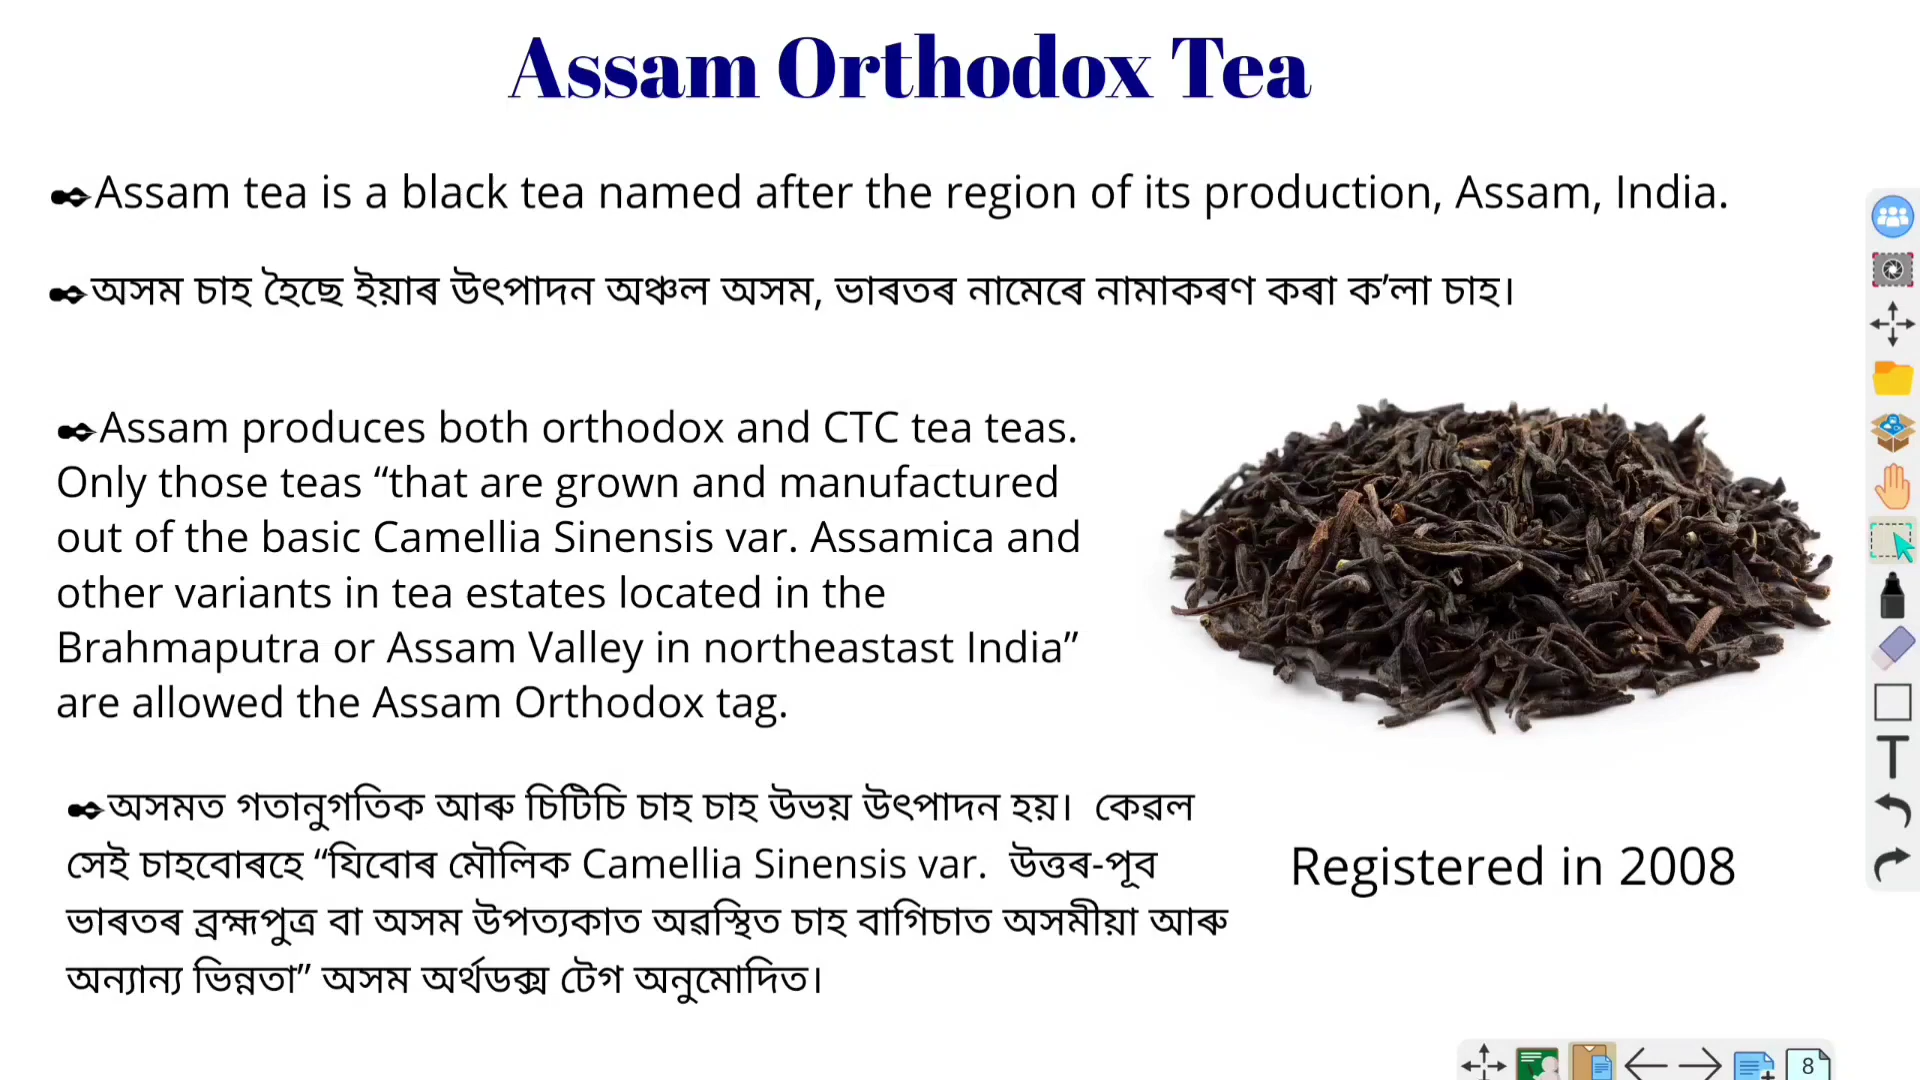 Assam Orthodox Tea
✒Assam tea is a black tea named after the region of its production, Assam, India.
✒অসম চাহ হৈছে ইয়াৰ উৎপাদন অঞ্চল অসম, ভাৰতৰ নামেৰে নামাকৰণ কৰা ক’লা চাহ।
✒Assam produces both orthodox and CTC tea teas.
Only those teas “that are grown and manufactured
out of the basic Camellia Sinensis var. Assamica and
other variants in tea estates located in the
Brahmaputra or Assam Valley in northeastast India”
are allowed the Assam Orthodox tag.
✒অসমত গতানুগতিক আৰু চিটিচি চাহ চাহ উভয় উৎপাদন হয়। কেৱল
সেই চাহবোৰহে “যিবোৰ মৌলিক Camellia Sinensis var. উত্তৰ-পূব
ভাৰতৰ ব্ৰহ্মপুত্ৰ বা অসম উপত্যকাত অৱস্থিত চাহ বাগিচাত অসমীয়া আৰু
অন্যান্য ভিন্নতা” অসম অৰ্থডক্স টেগ অনুমোদিত।
Registered in 2008
T
8